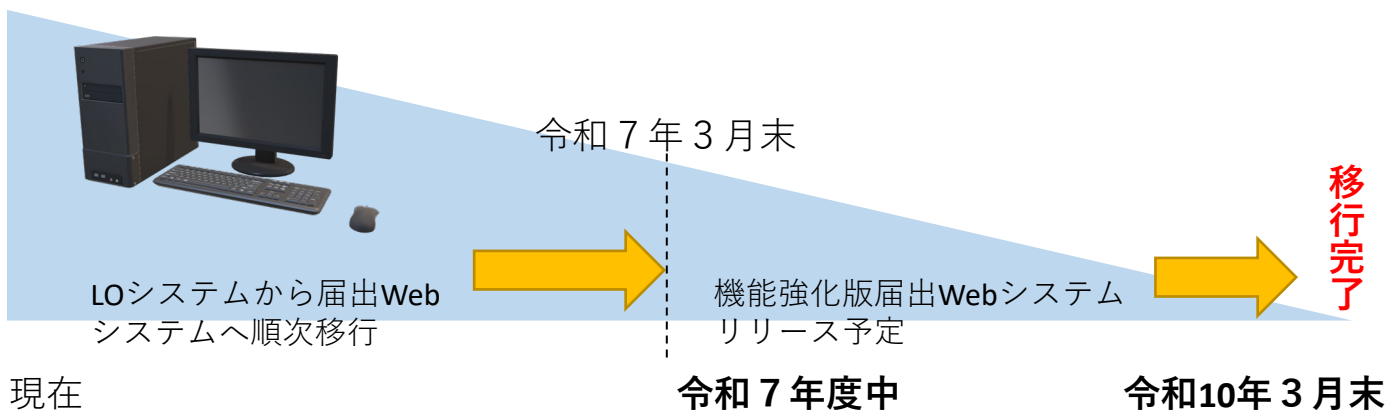 令和７年３月末
移行完了
LOシステムから届出Web
システムへ順次移行
機能強化版届出Webシステム
リリース予定
現在
令和７年度中
令和10年３月末